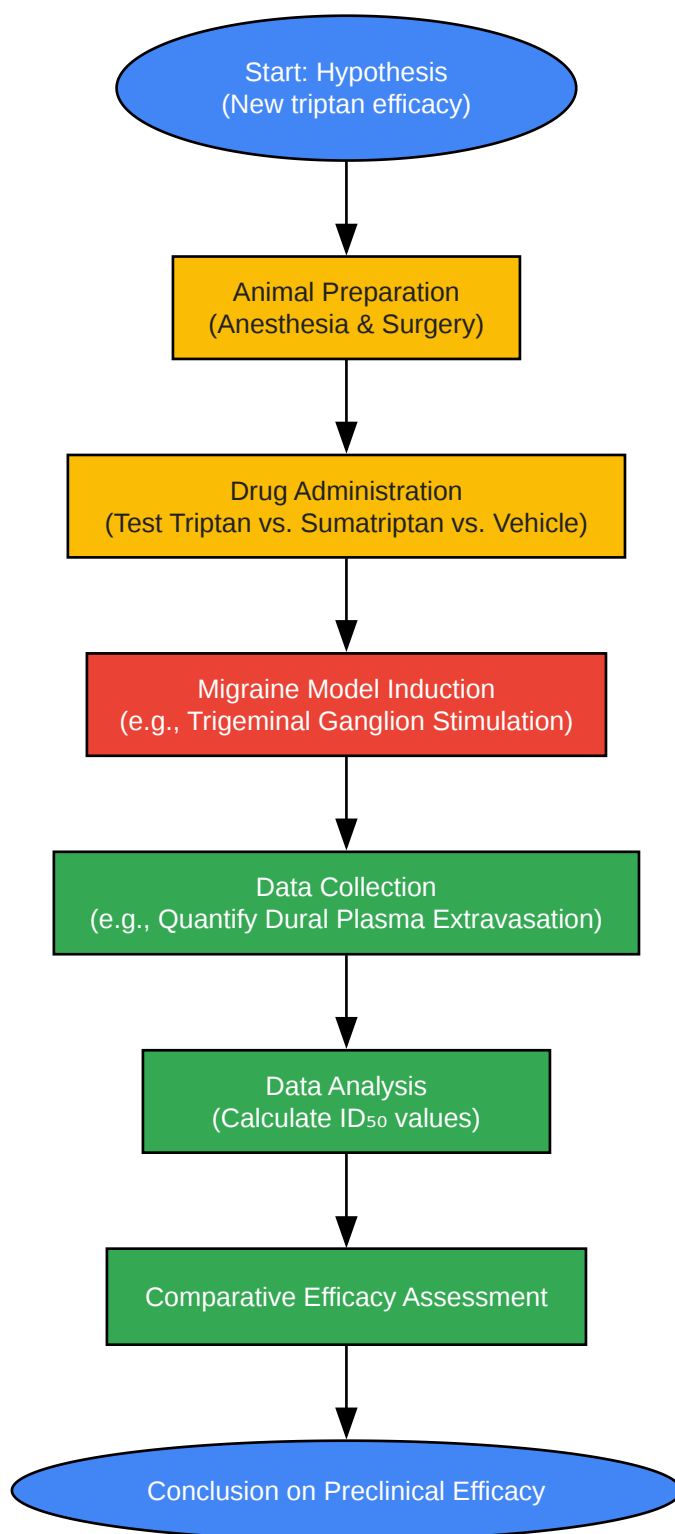 Start: Hypothesis
(New triptan efficacy)
Animal Preparation
(Anesthesia & Surgery)
Drug Administration
(Test Triptan vs. Sumatriptan vs. Vehicle)
Migraine Model Induction
(e.g., Trigeminal Ganglion Stimulation)
Data Collection
(e.g., Quantify Dural Plasma Extravasation)
Data Analysis
(Calculate ID₅₀ values)
Comparative Efficacy Assessment
Conclusion on Preclinical Efficacy